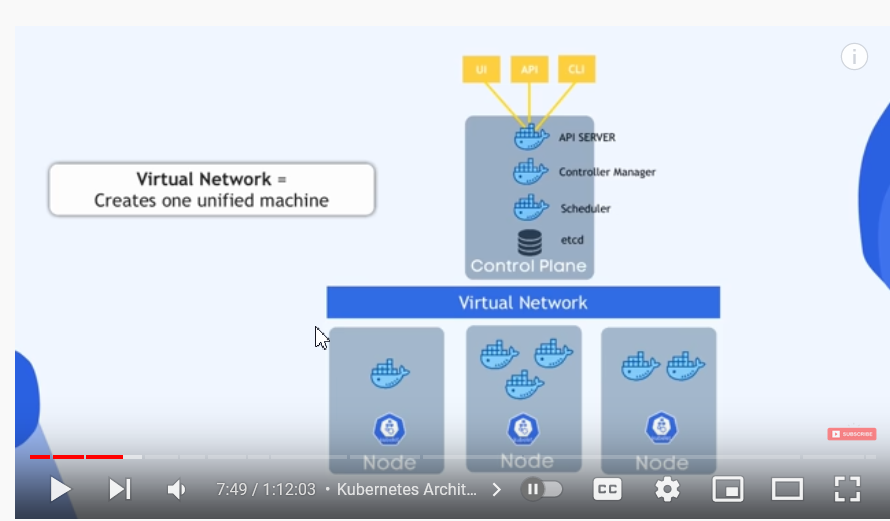 UI API CLI
API SERVER
Virtual Network =
Creates one unified machine
Controller Manager
Scheduler
etcd
Control Plane
Virtual Network
SUBSCRIBE
Node Node Node
7:49 / 1:12:03 • Kubernetes Archit...
CC